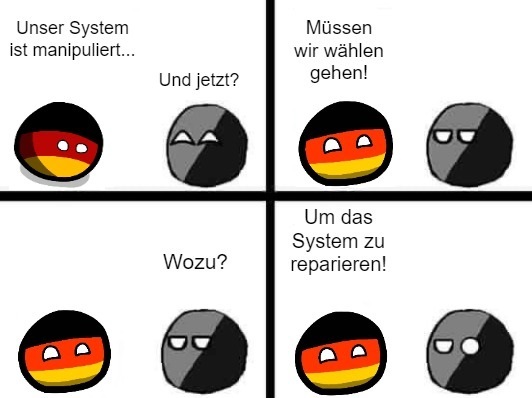 Unser System
ist manipuliert...
Und jetzt?
Müssen
wir wählen
gehen!
Wozu?
Um das
System zu
reparieren!